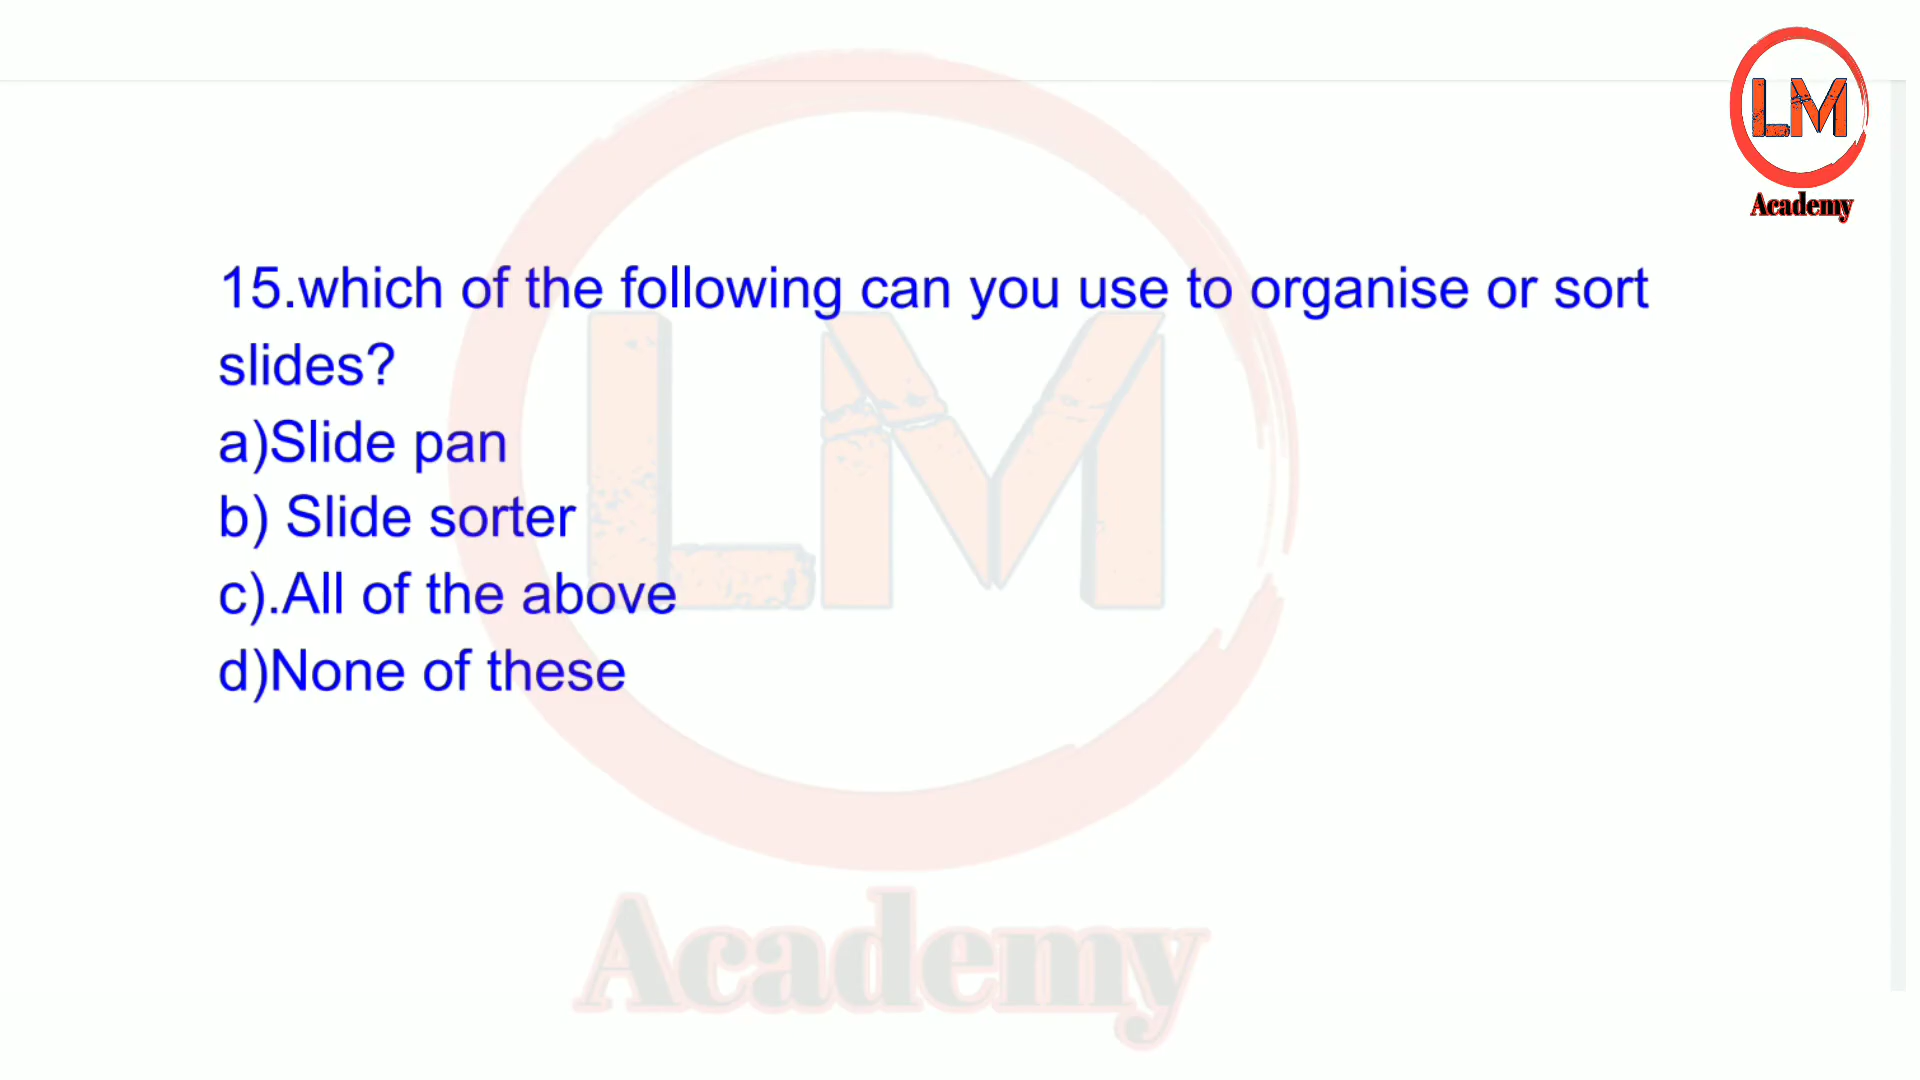 LM
Academy
15.which of the following can you use to organise or sort
slides?
a)Slide pan
b) Slide sorter
c).All of the above
d)None of these
LM
Academy